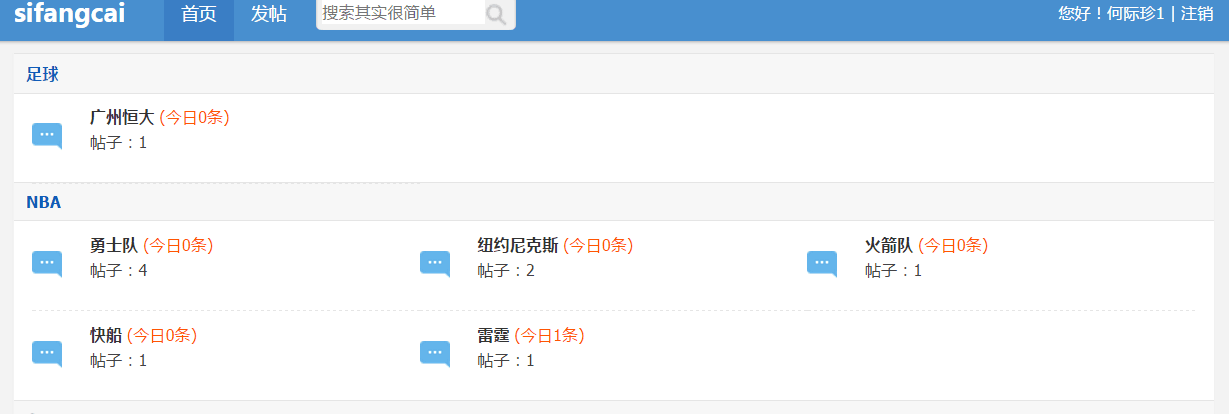 sifangcai 首页 发帖 搜索其实很简单 您好！何际珍1 | 注销
足球
广州恒大 (今日0条)
帖子：1
NBA
勇士队 (今日0条) 纽约尼克斯 (今日0条) 火箭队 (今日0条)
帖子：4 帖子：2 帖子：1
快船 (今日0条) 雷霆 (今日1条)
帖子：1 帖子：1